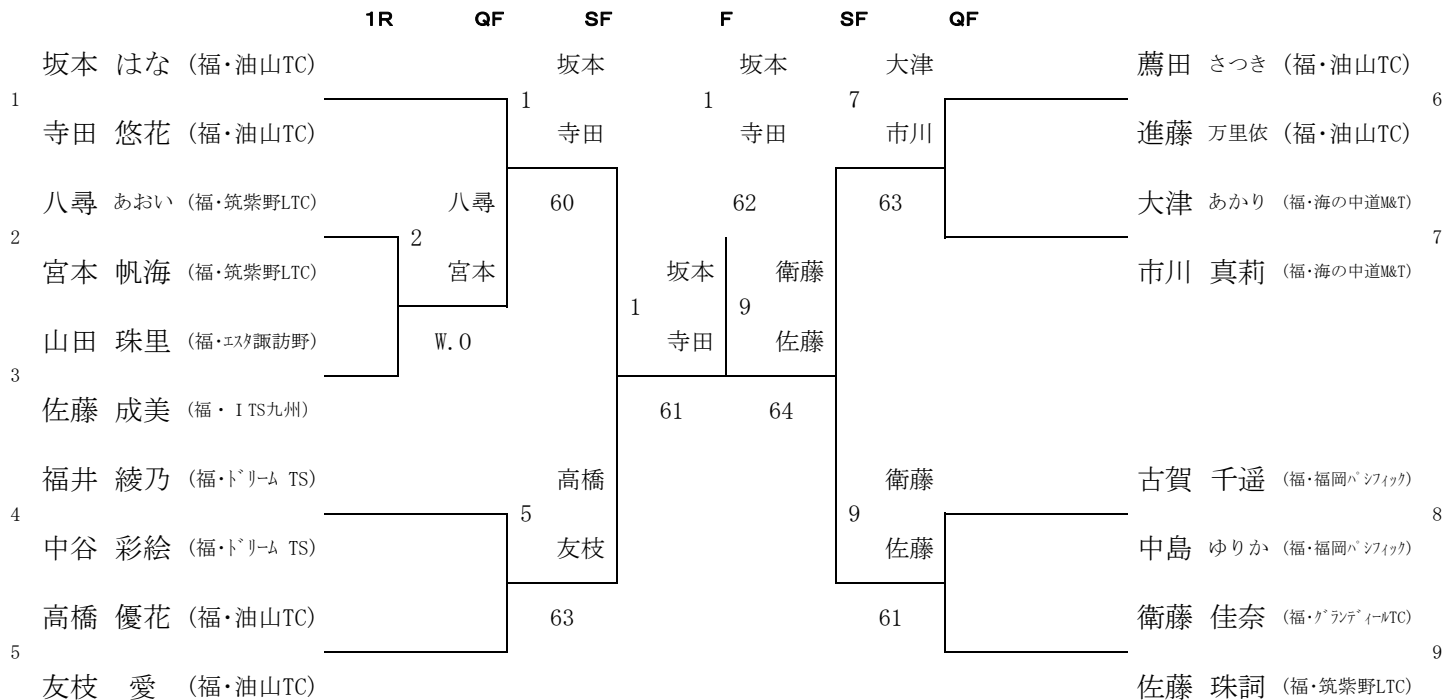 1R QF SF F SF QF
坂本 はな (福・油山TC) 坂本 坂本 大津 薦田 さつき (福・油山TC)
1 1 1 7 6
寺田 悠花 (福・油山TC) 寺田 寺田 市川 進藤 万里依 (福・油山TC)
八尋 あおい (福・筑紫野LTC) 八尋 60 62 63 大津 あかり (福・海の中道M&T)
2 2 7
宮本 帆海 (福・筑紫野LTC) 宮本 坂本 衛藤 市川 真莉 (福・海の中道M&T)
1 9
山田 珠里 (福・エスタ諏訪野) W.O 寺田 佐藤
3
佐藤 成美 (福・ITS九州) 61 64
福井 綾乃 (福・ドリーム TS) 高橋 衛藤 古賀 千遥 (福・福岡パシフィック)
4 5 9 8
中谷 彩絵 (福・ドリーム TS) 友枝 佐藤 中島 ゆりか (福・福岡パシフィック)
高橋 優花 (福・油山TC) 63 61 衛藤 佳奈 (福・グランディールTC)
5 9
友枝 愛 (福・油山TC) 佐藤 珠詞 (福・筑紫野LTC)